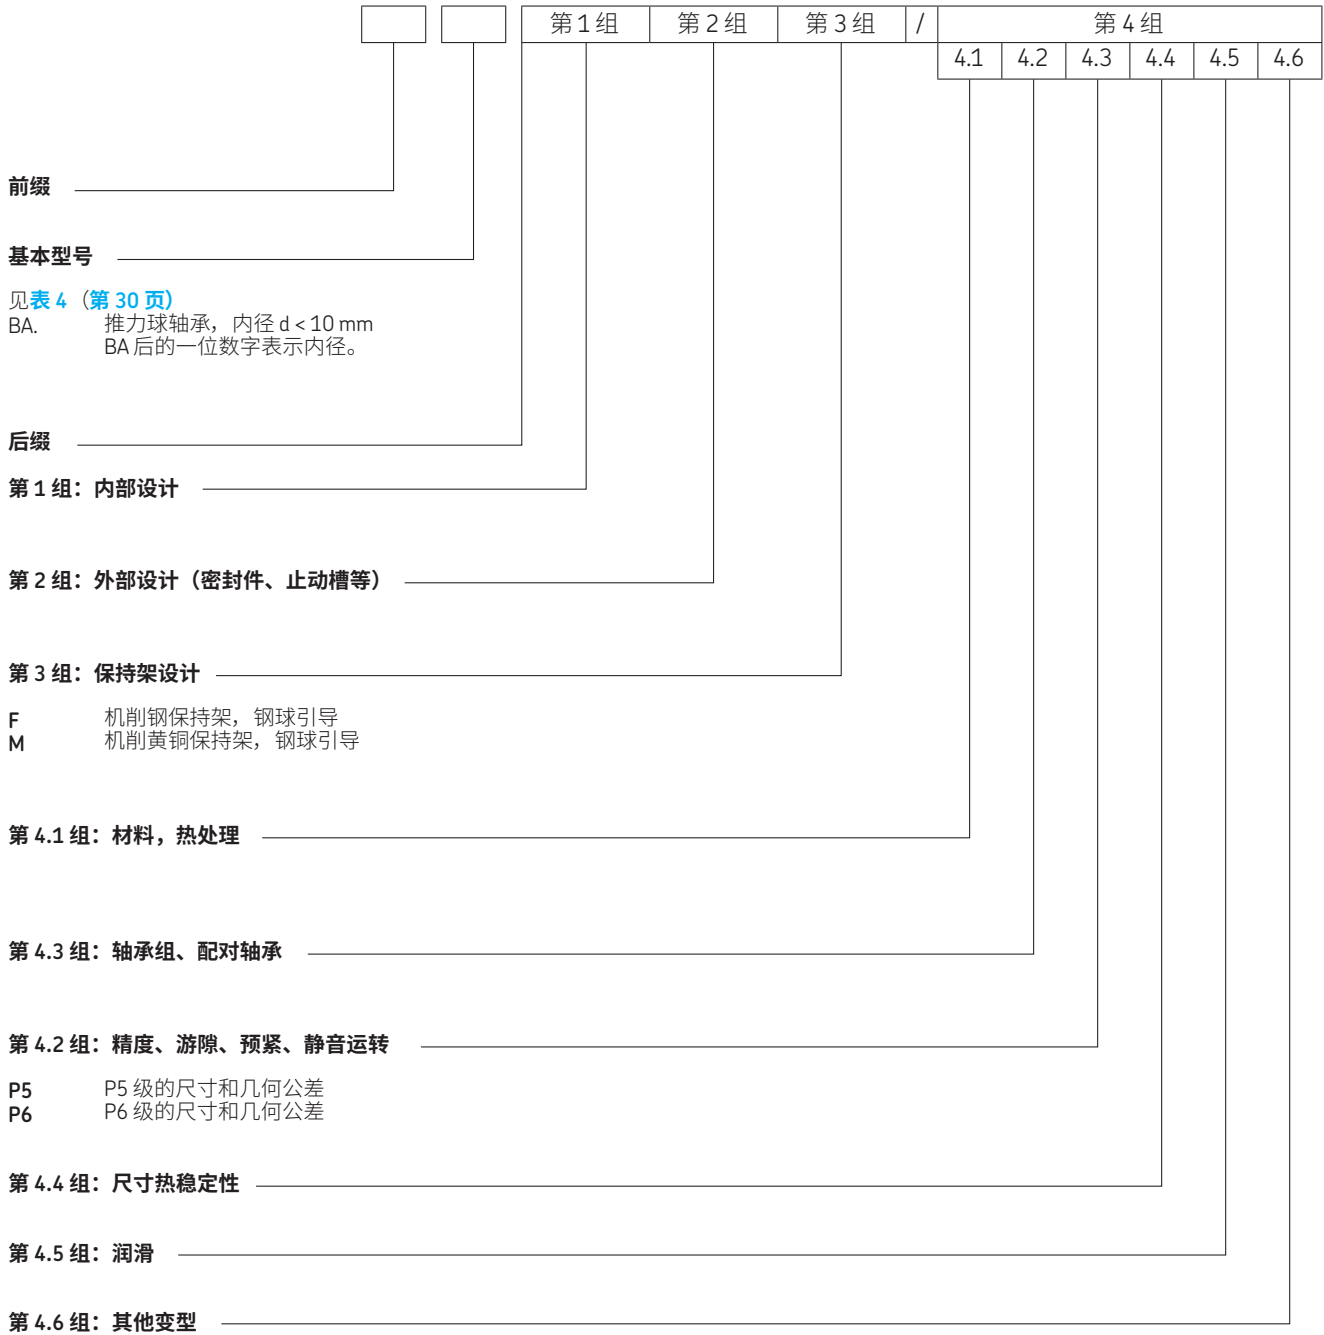 第 1 组 第 2 组 第 3 组 / 第 4 组
4.1 4.2 4.3 4.4 4.5 4.6
前缀
基本型号
见表 4（第 30 页）
BA. 推力球轴承，内径 d < 10 mm
BA 后的一位数字表示内径。
后缀
第 1 组：内部设计
第 2 组：外部设计（密封件、止动槽等）
第 3 组：保持架设计
F 机削钢保持架，钢球引导
M 机削黄铜保持架，钢球引导
第 4.1 组：材料，热处理
第 4.3 组：轴承组、配对轴承
第 4.2 组：精度、游隙、预紧、静音运转
P5 P5 级的尺寸和几何公差
P6 P6 级的尺寸和几何公差
第 4.4 组：尺寸热稳定性
第 4.5 组：润滑
第 4.6 组：其他变型